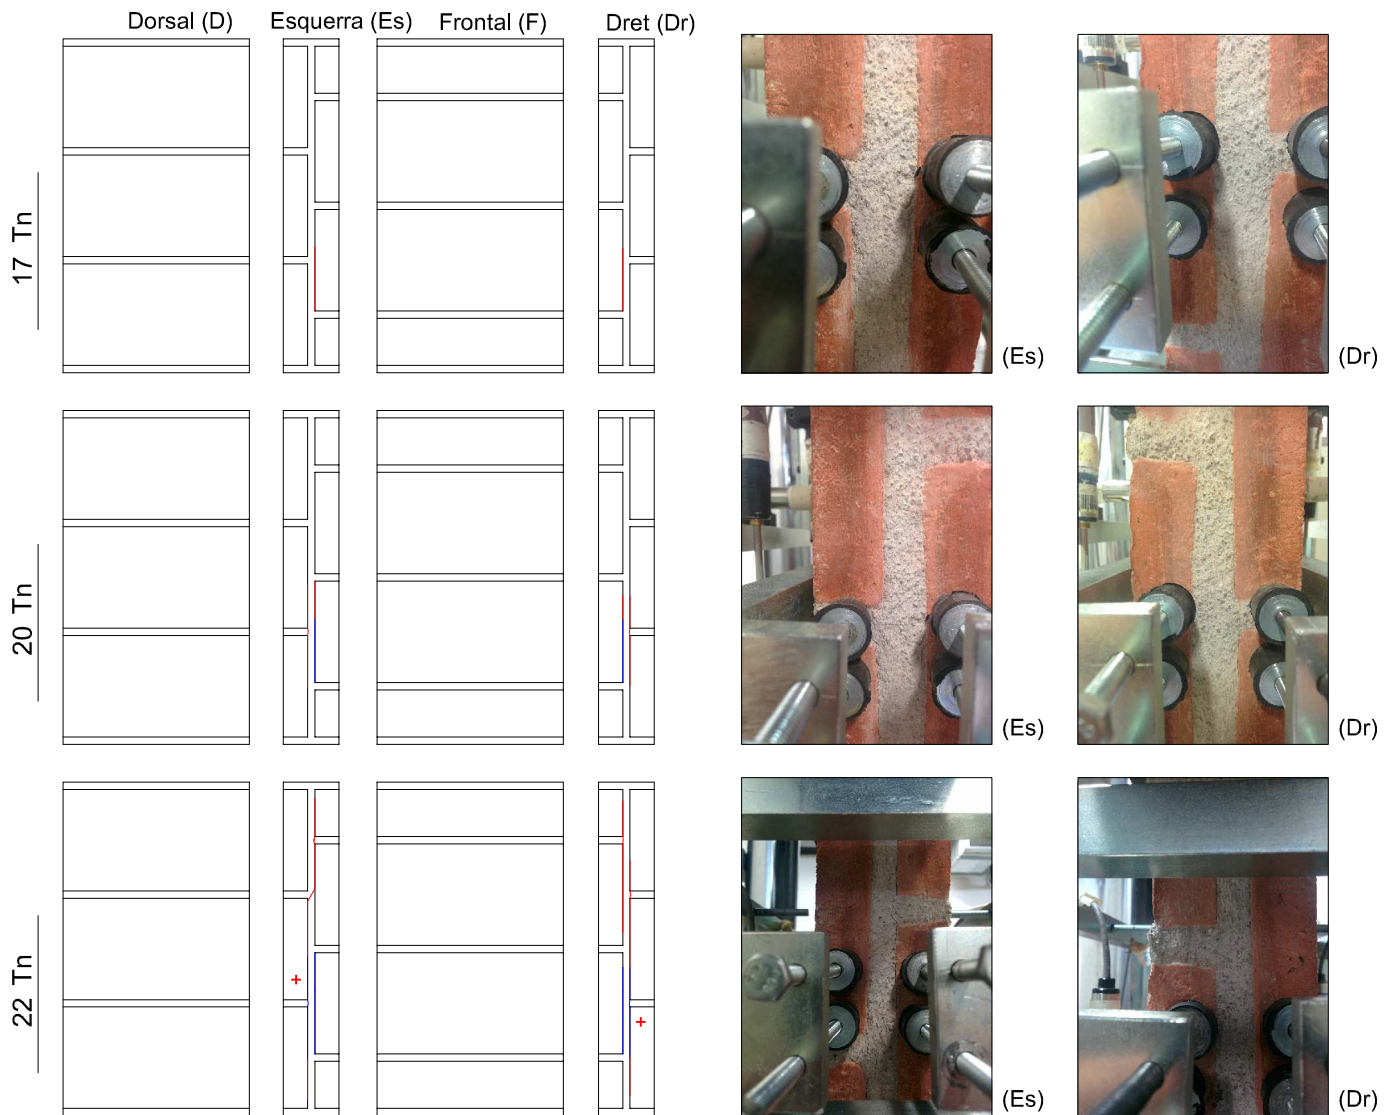 Dorsal (D) Esquerra (Es) Frontal (F) Dret (Dr)
17 Tn
(Es) (Dr)
20 Tn
(Es) (Dr)
22 Tn
(Es) (Dr)